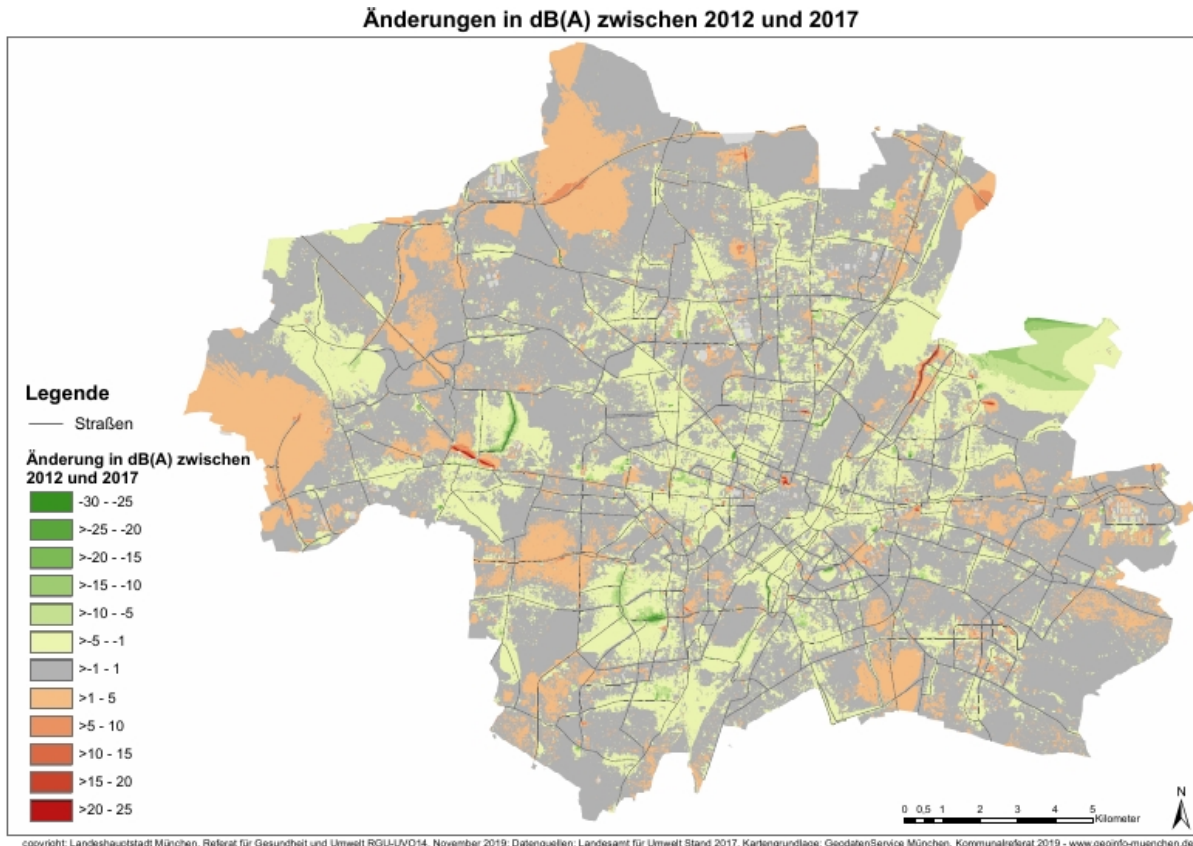 Änderungen in dB(A) zwischen 2012 und 2017
Legende
Straßen
Änderung in dB(A) zwischen
2012 und 2017
-30 - -25
>-25 - -20
>-20 - -15
>-15 - -10
>-10 - -5
>-5 - -1
>-1 - 1
>1 - 5
>5 - 10
>10 - 15
>15 - 20
>20 - 25
N
0 0,5 1 2 3 4 5
Kilometer
copyright: Landeshauptstadt München, Referat für Gesundheit und Umwelt RGU-UVO14, November 2019; Datenquellen: Landesamt für Umwelt Stand 2017, Kartengrundlage: GeodatenService München, Kommunalreferat 2019 - www.geoinfo-muenchen.de